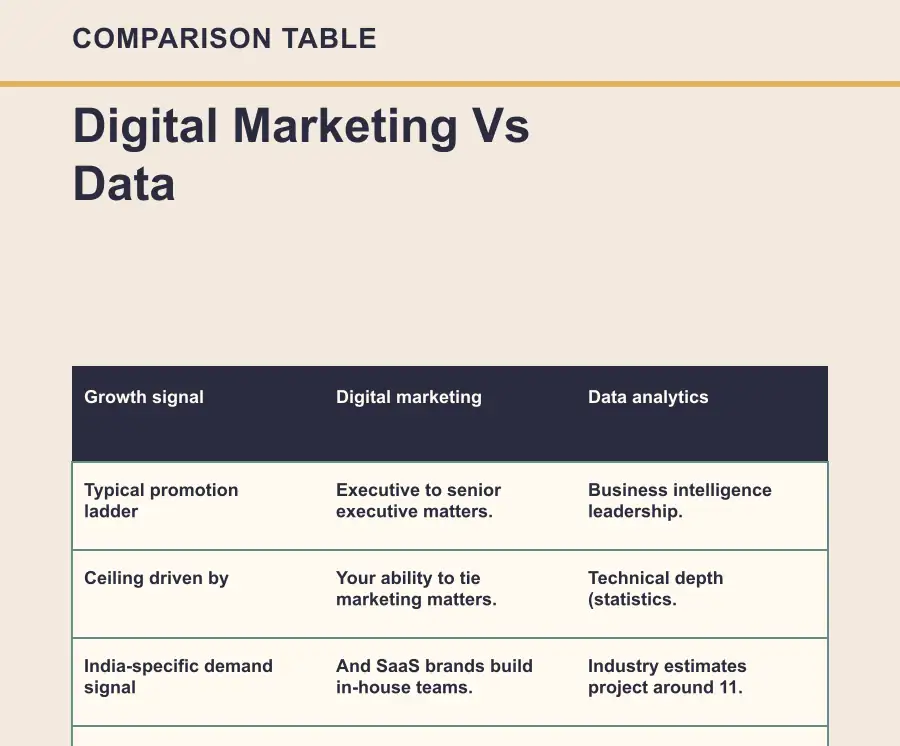 COMPARISON TABLE
Digital Marketing Vs
Data
Growth signal
Digital marketing
Data analytics
Typical promotion
ladder
Executive to senior
executive matters.
Business intelligence
leadership.
Ceiling driven by
Your ability to tie
marketing matters.
Technical depth
(statistics.
India-specific demand
signal
And SaaS brands build
in-house teams.
Industry estimates
project around 11.